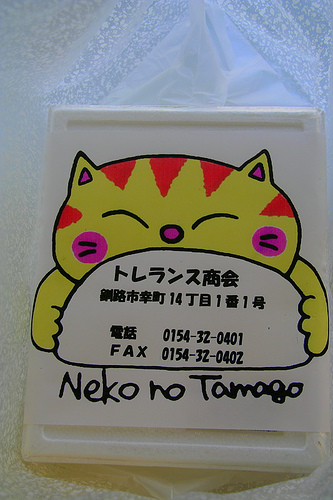 トレランス商会
釧路市幸町14丁目1番1号
電話 0154-32-0401
FAX 0154-32-0402
Neko no Tamago